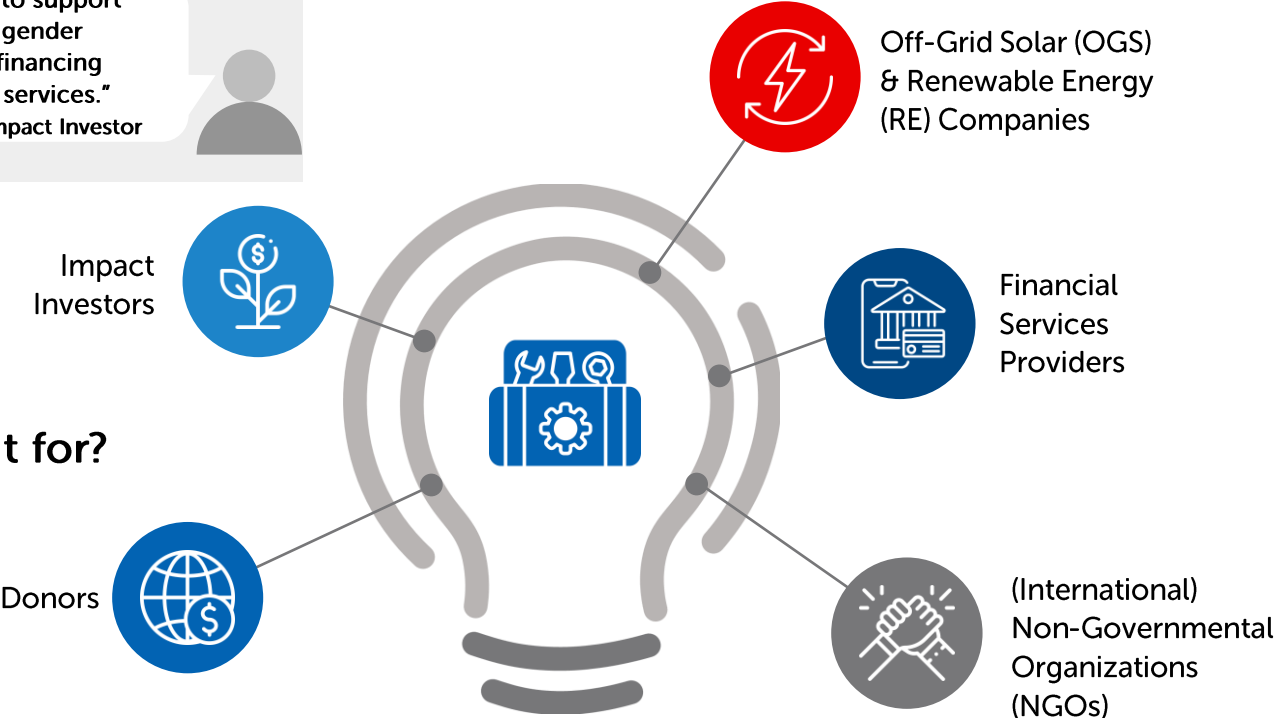 to support
gender
financing
services.”
mpact Investor
Off-Grid Solar (OGS)
& Renewable Energy
(RE) Companies
Impact
Investors
Financial
Services
Providers
t for?
Donors
(International)
Non-Governmental
Organizations
(NGOs)